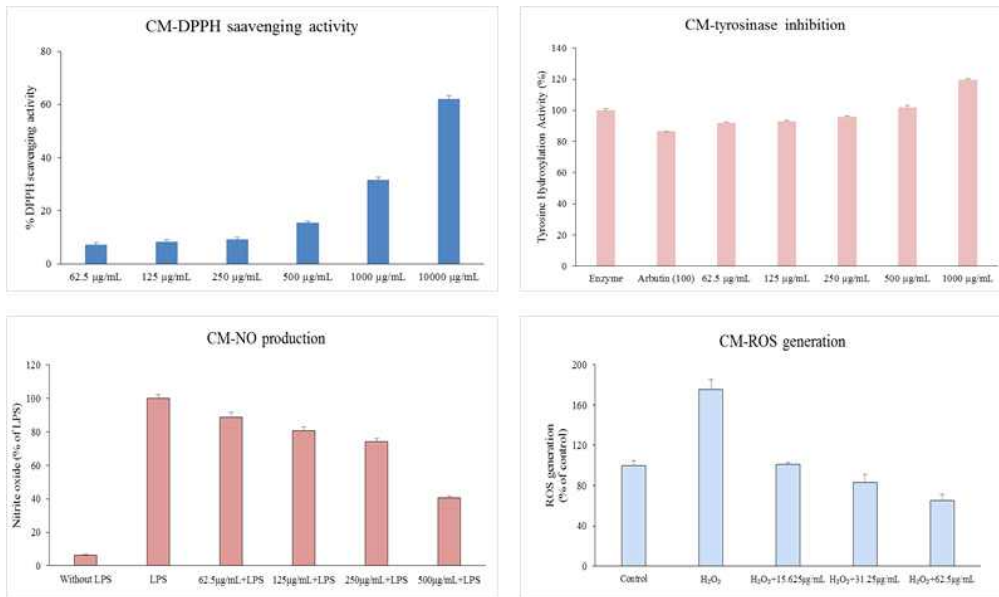 CM-DPPH saavenging activity
% DPPH scavenging activity
80
60
40
20
0
62.5 µg/mL 125 µg/mL 250 µg/mL 500 µg/mL 1000 µg/mL 10000 µg/mL
CM-tyrosinase inhibition
Tyrosine Hydroxylation Activity (%)
140
120
100
80
60
40
20
0
Enzyme Arbutin (100) 62.5 µg/mL 125 µg/mL 250 µg/mL 500 µg/mL 1000 µg/mL
CM-NO production
Nitrite oxide (% of LPS)
120
100
80
60
40
20
0
Without LPS LPS 62.5µg/mL+LPS 125µg/mL+LPS 250µg/mL+LPS 500µg/mL+LPS
CM-ROS generation
ROS generation
(% of control)
200
160
120
80
40
0
Control H₂O₂ H₂O₂+15.625µg/mL H₂O₂+31.25µg/mL H₂O₂+62.5µg/mL